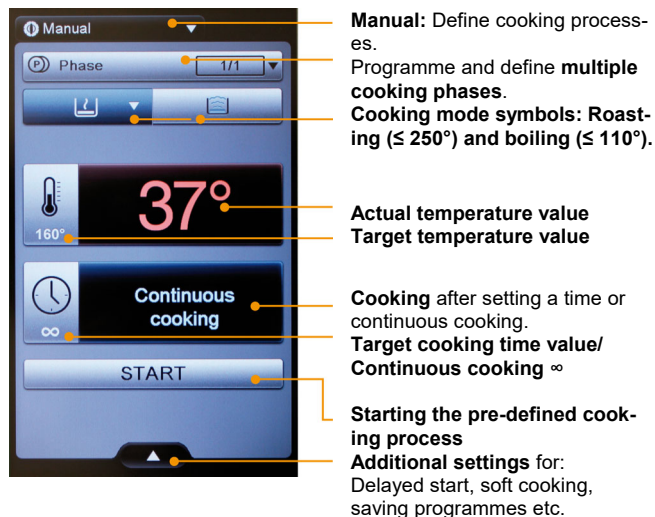 Manual
Phase
1/1
160°
37°
∞
Continuous
cooking
START
Manual: Define cooking process-
es.
Programme and define multiple
cooking phases.
Cooking mode symbols: Roast-
ing (≤ 250°) and boiling (≤ 110°).
Actual temperature value
Target temperature value
Cooking after setting a time or
continuous cooking.
Target cooking time value/
Continuous cooking ∞
Starting the pre-defined cook-
ing process
Additional settings for:
Delayed start, soft cooking,
saving programmes etc.